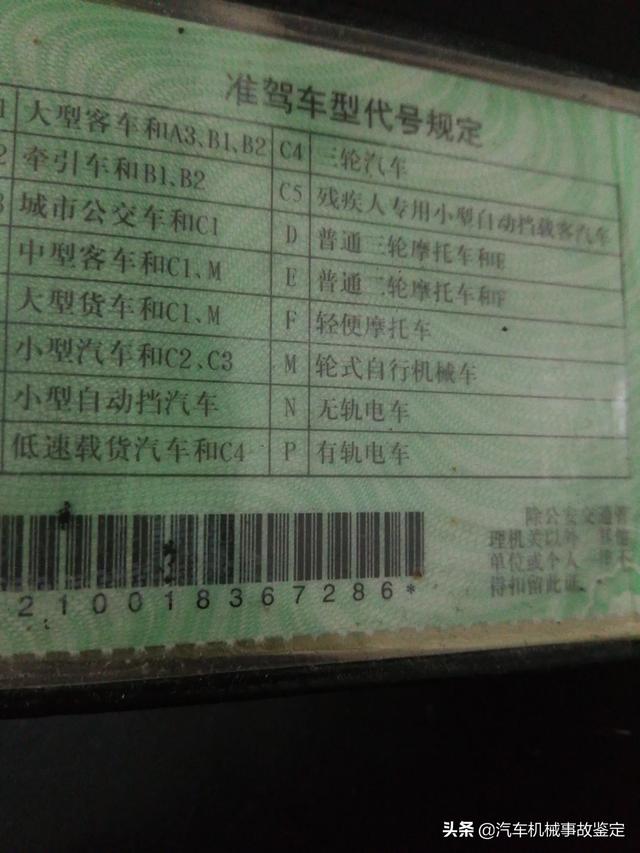 准驾车型代号规定
1 大型客车和A3、B1、B2 C4 三轮汽车
2 牵引车和B1、B2 C5 残疾人专用小型自动挡载客汽车
3 城市公交车和C1 D 普通三轮摩托车和E
中型客车和C1、M E 普通二轮摩托车和F
大型货车和C1、M F 轻便摩托车
小型汽车和C2、C3 M 轮式自行机械车
小型自动挡汽车 N 无轨电车
低速载货汽车和C4 P 有轨电车
除公安交通管
理机关以外
单位或个人一律不
得扣留此证
2100183667286*
头条 @汽车机械事故鉴定